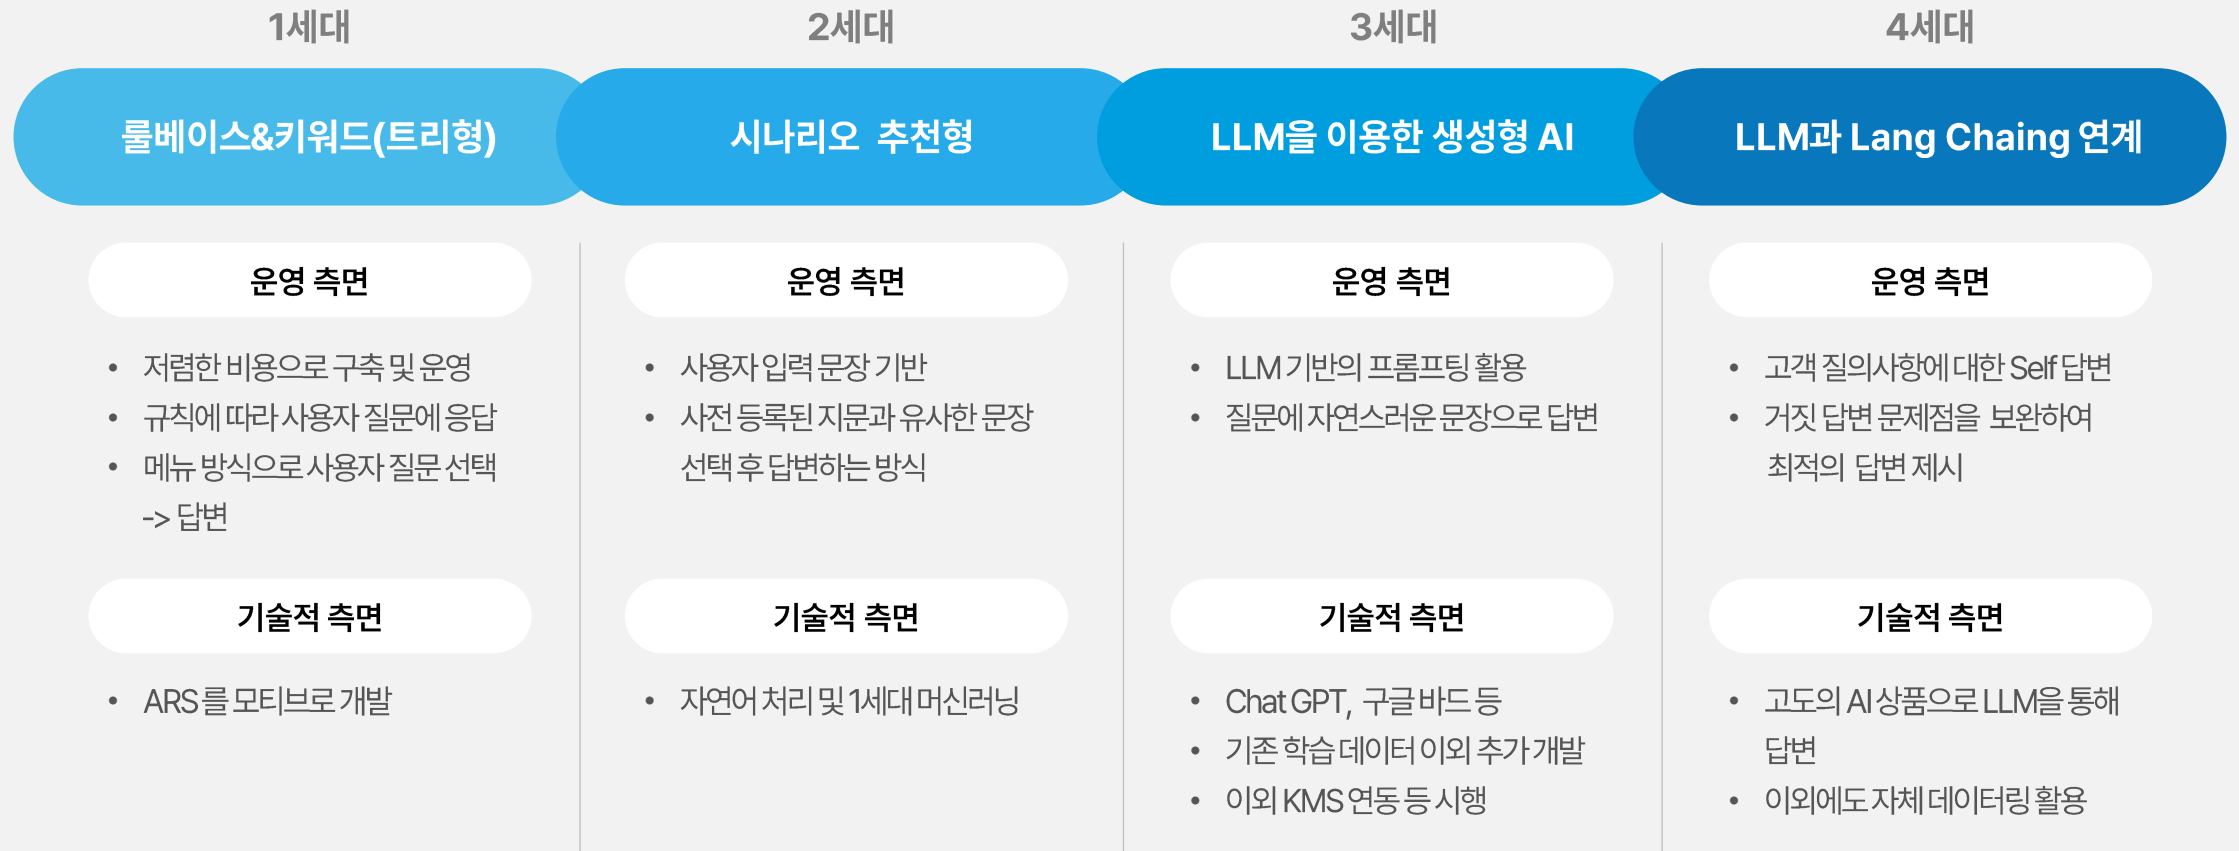 1세대
룰베이스&키워드(트리형)
운영 측면
• 저렴한 비용으로 구축 및 운영
• 규칙에 따라 사용자 질문에 응답
• 메뉴 방식으로 사용자 질문 선택
-> 답변
기술적 측면
• ARS를 모티브로 개발
2세대
시나리오 추천형
운영 측면
• 사용자 입력 문장 기반
• 사전 등록된 지문과 유사한 문장
선택 후 답변하는 방식
기술적 측면
• 자연어 처리 및 1세대 머신러닝
3세대
LLM을 이용한 생성형 AI
운영 측면
• LLM 기반의 프롬프팅 활용
• 질문에 자연스러운 문장으로 답변
기술적 측면
• Chat GPT, 구글 바드 등
• 기존 학습 데이터 이외 추가 개발
• 이외 KMS 연동 등 시행
4세대
LLM과 Lang Chaing 연계
운영 측면
• 고객 질의사항에 대한 Self 답변
• 거짓 답변 문제점을 보완하여
최적의 답변 제시
기술적 측면
• 고도의 AI 상품으로 LLM을 통해
답변
• 이외에도 자체 데이터링 활용